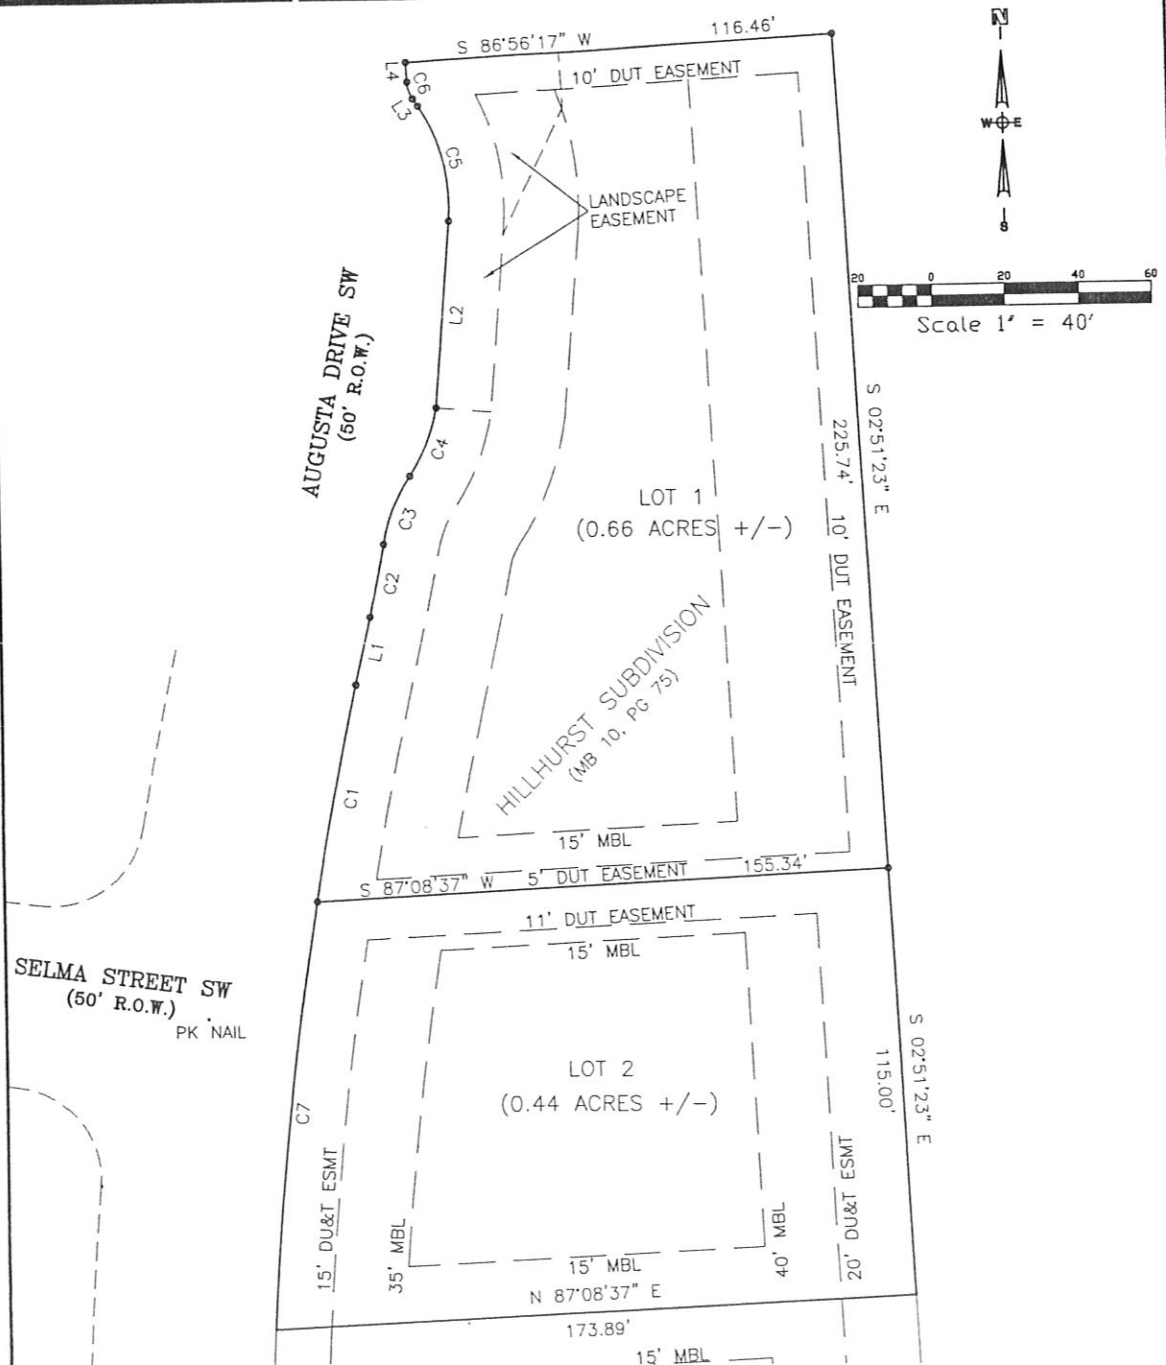 S 86°56'17" W
116.46'
N
W E
S
20 0 20 40 60
Scale 1" = 40'
L4
C6
L3
C5
10' DUT EASEMENT
LANDSCAPE
EASEMENT
L2
AUGUSTA DRIVE SW
(50' R.O.W.)
C4
C3
C2
L1
C1
S 02°51'23" E
225.74'
10' DUT EASEMENT
LOT 1
(0.66 ACRES +/-)
HILLHURST SUBDIVISION
(MB 10, PG 75)
15' MBL
S 87°08'37" W
5' DUT EASEMENT
155.34'
11' DUT EASEMENT
15' MBL
SELMA STREET SW
(50' R.O.W.)
PK NAIL
LOT 2
(0.44 ACRES +/-)
C7
S 02°51'23" E
115.00'
15' DU&T ESMT
35' MBL
15' MBL
40' MBL
20' DU&T ESMT
N 87°08'37" E
173.89'
15' MBL